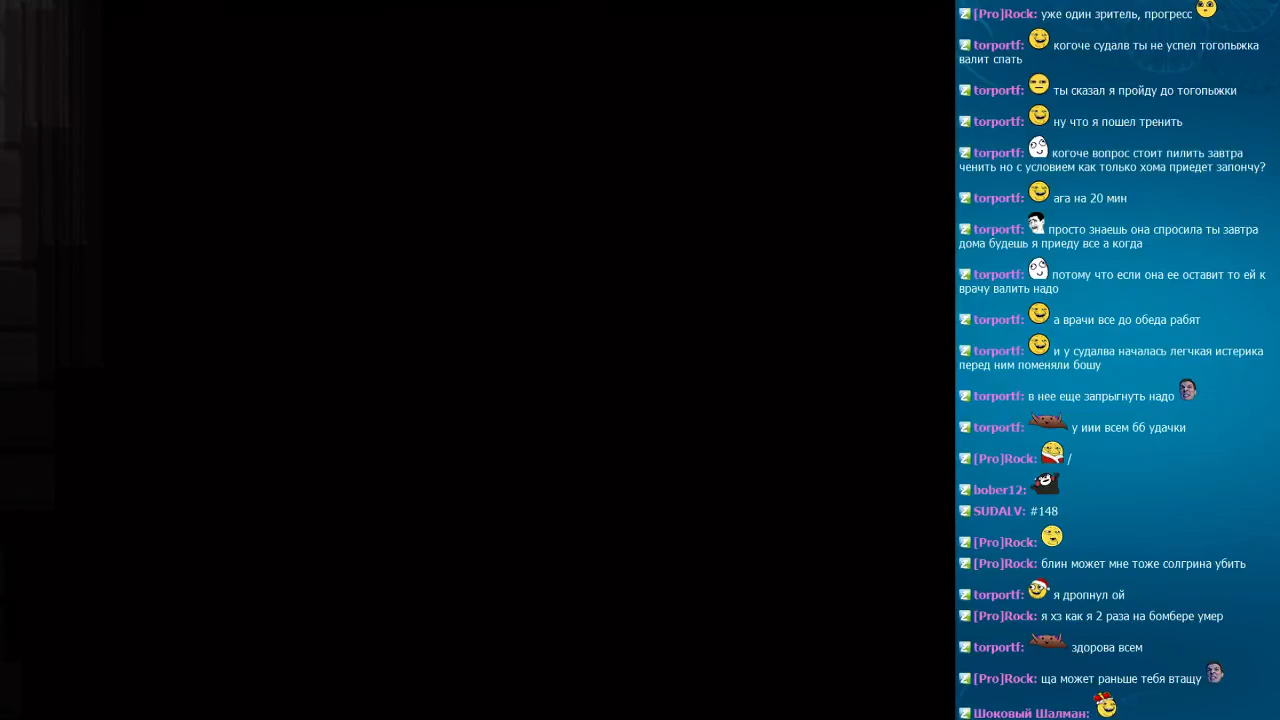 [Pro]Rock: уже один зритель, прогресс
torportf: когоче судалв ты не успел тогопыжка
валит спать
torportf: ты сказал я пройду до тогопыжки
torportf: ну что я пошел тренить
torportf: когоче вопрос стоит пилить завтра
ченить но с условием как только хома приедет запончу?
torportf: ага на 20 мин
torportf: просто знаешь она спросила ты завтра
дома будешь я приеду все а когда
torportf: потому что если она ее оставит то ей к
врачу валить надо
torportf: а врачи все до обеда рабят
torportf: и у судалва началась легчкая истерика
перед ним поменяли бошу
torportf: в нее еще запрыгнуть надо
torportf: у иии всем бб удачки
[Pro]Rock: /
bober12:
SUDALV: #148
[Pro]Rock:
[Pro]Rock: блин может мне тоже солгрина убить
torportf: я дропнул ой
[Pro]Rock: я хз как я 2 раза на бомбере умер
torportf: здорова всем
[Pro]Rock: ща может раньше тебя втащу
Шоковый Шалман: